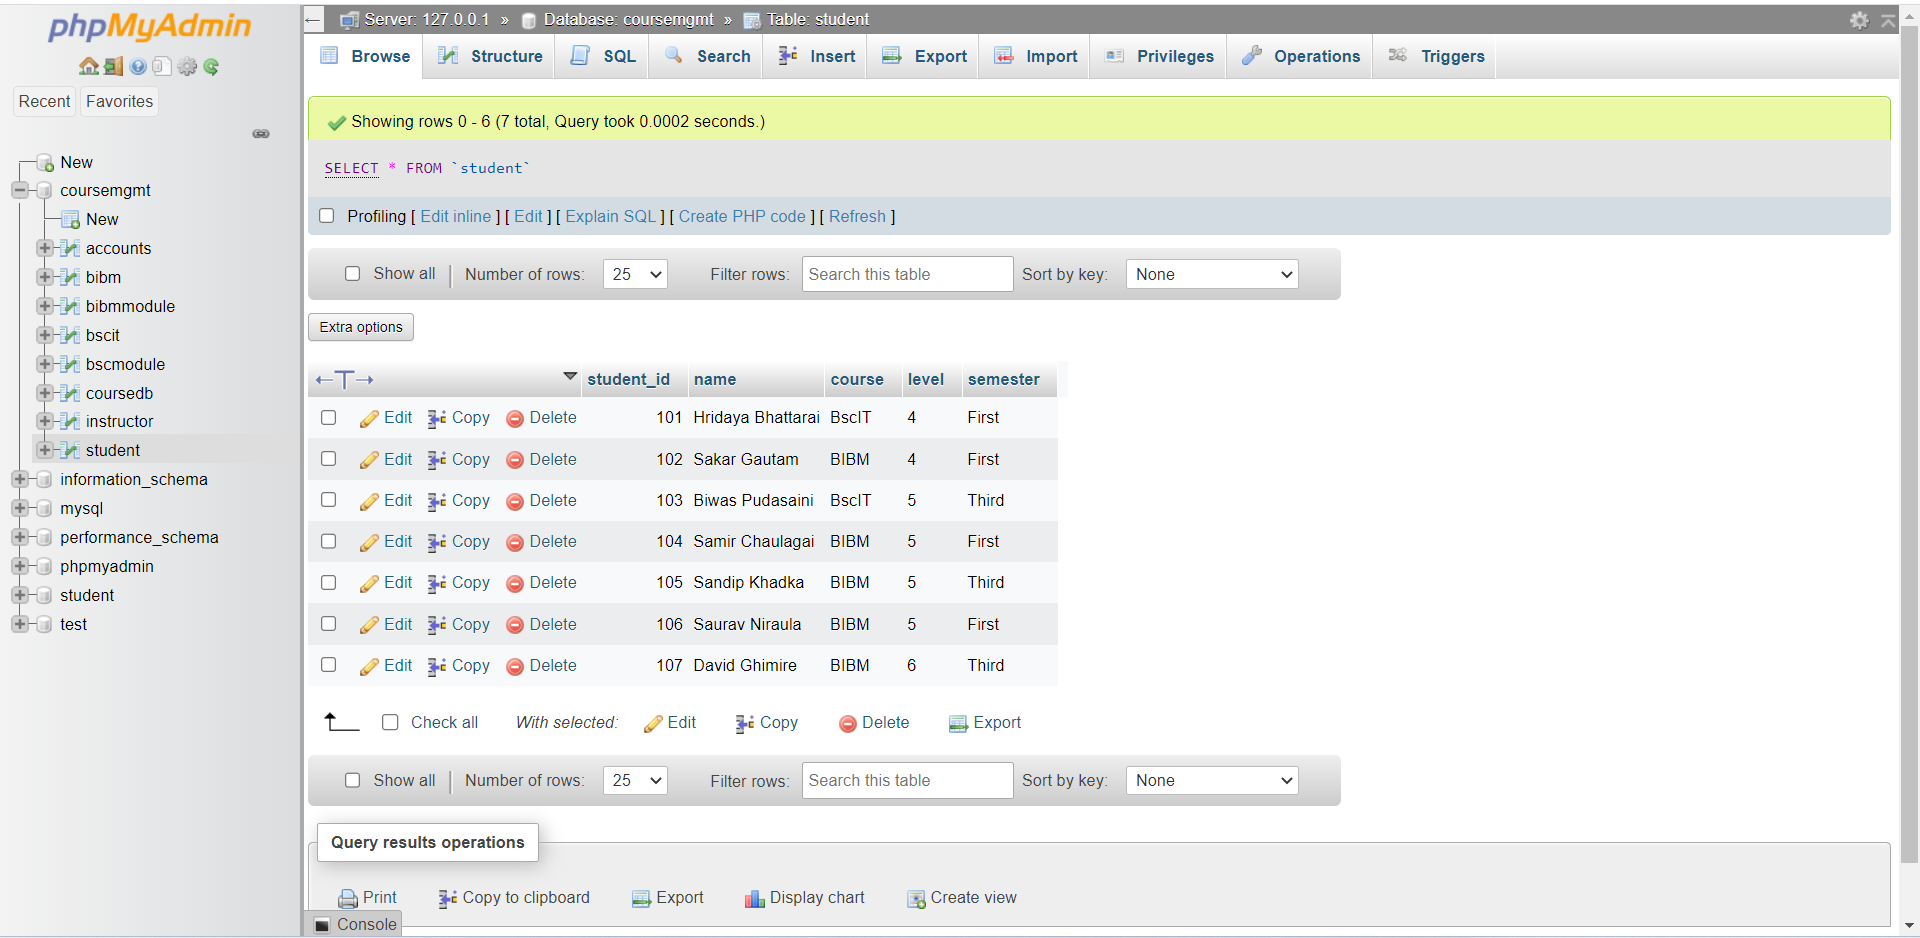 phpMyAdmin
Recent Favorites
New
coursemgmt
New
accounts
bibm
bibmmodule
bscit
bscmodule
coursedb
instructor
student
information_schema
mysql
performance_schema
phpmyadmin
student
test
← Server: 127.0.0.1 » Database: coursemgmt » Table: student
Browse Structure SQL Search Insert Export Import Privileges Operations Triggers
Showing rows 0 - 6 (7 total, Query took 0.0002 seconds.)
SELECT * FROM `student`
Profiling [ Edit inline ] [ Edit ] [ Explain SQL ] [ Create PHP code ] [ Refresh ]
Show all Number of rows: 25 Filter rows: Search this table Sort by key: None
Extra options
←T→ student_id name course level semester
Edit Copy Delete 101 Hridaya Bhattarai BscIT 4 First
Edit Copy Delete 102 Sakar Gautam BIBM 4 First
Edit Copy Delete 103 Biwas Pudasaini BscIT 5 Third
Edit Copy Delete 104 Samir Chaulagai BIBM 5 First
Edit Copy Delete 105 Sandip Khadka BIBM 5 Third
Edit Copy Delete 106 Saurav Niraula BIBM 5 First
Edit Copy Delete 107 David Ghimire BIBM 6 Third
Check all With selected: Edit Copy Delete Export
Show all Number of rows: 25 Filter rows: Search this table Sort by key: None
Query results operations
Print Copy to clipboard Export Display chart Create view
Console